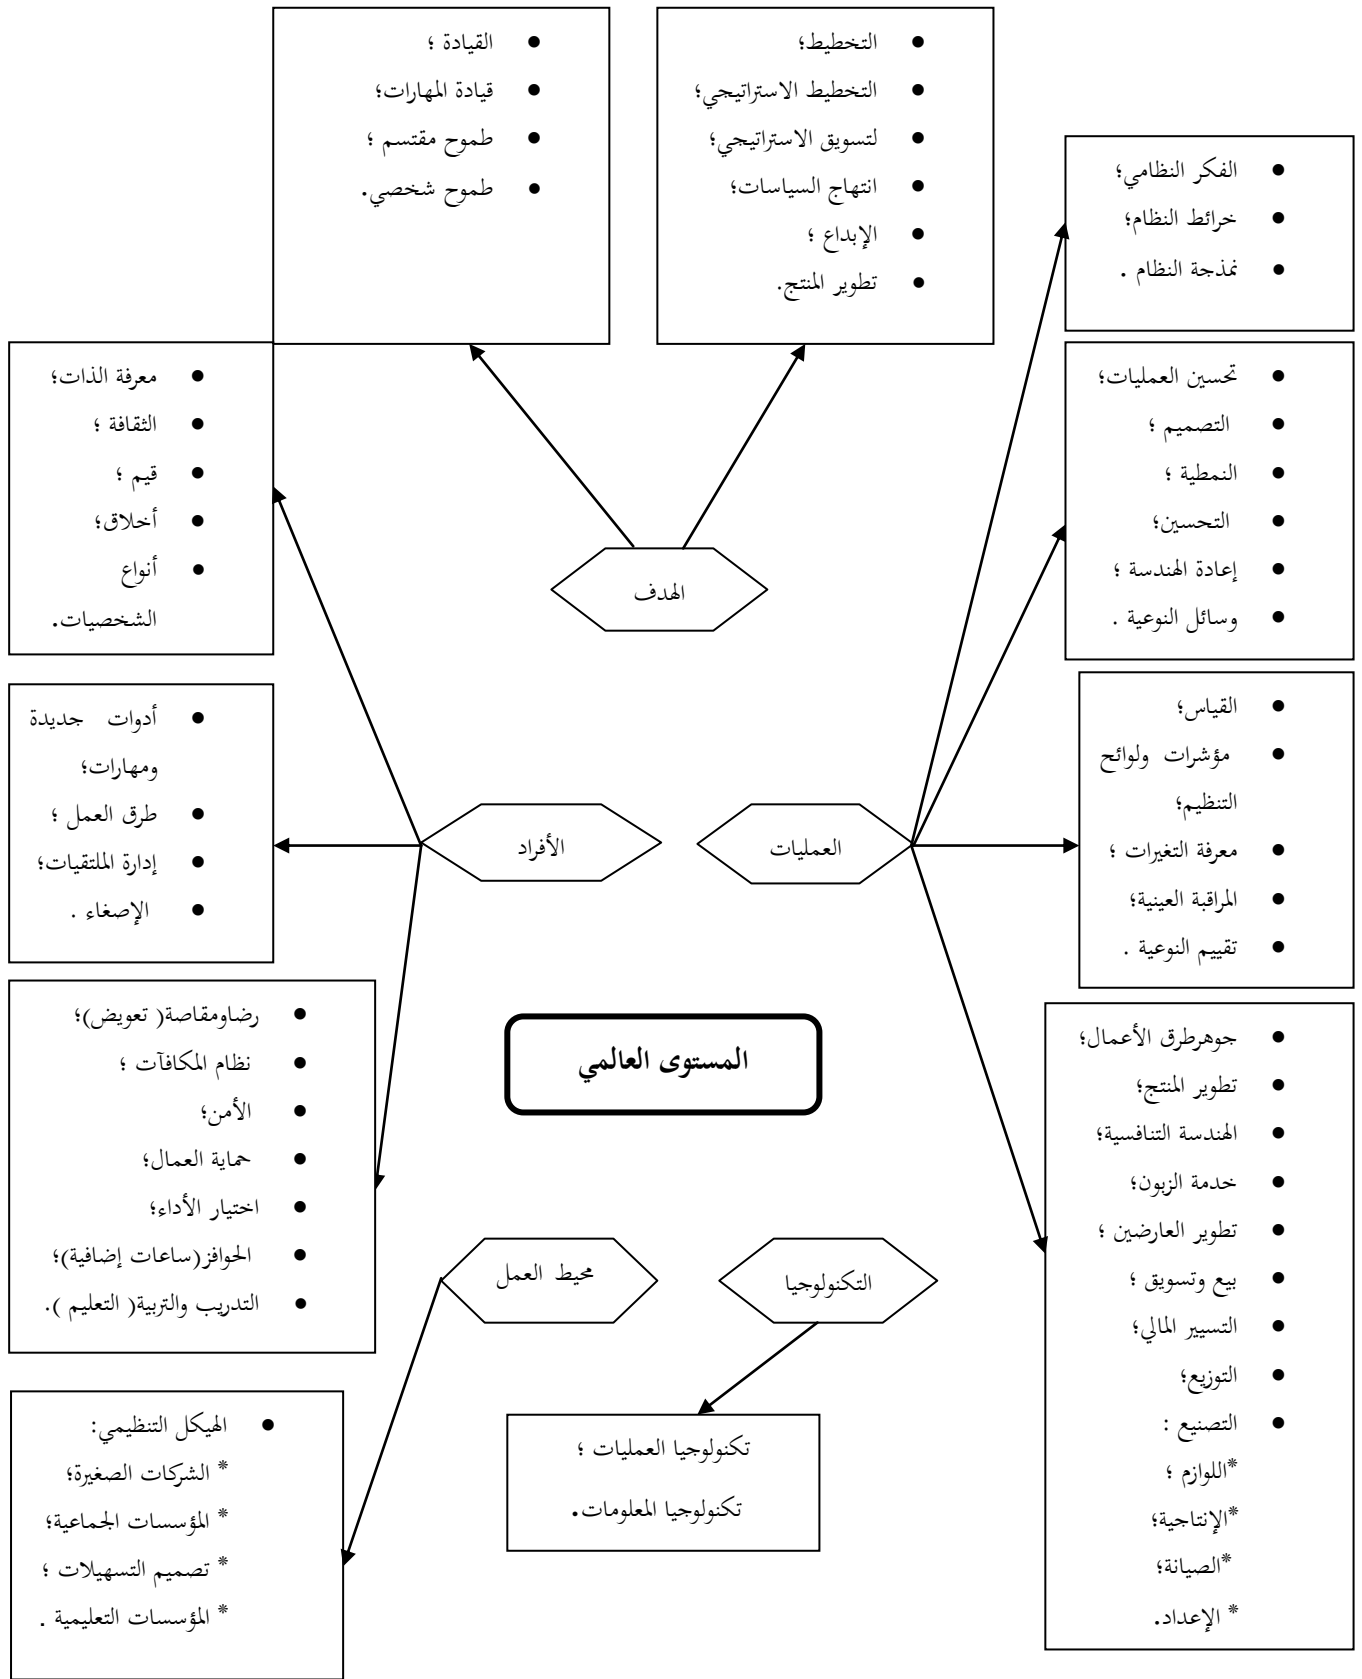 • التخطيط؛
• التخطيط الاستراتيجي؛
• لتسويق الاستراتيجي؛
• انتهاج السياسات؛
• الإبداع ؛
• تطوير المنتج.
• القيادة ؛
• قيادة المهارات؛
• طموح مقتسم ؛
• طموح شخصي.
• الفكر النظامي؛
• خرائط النظام؛
• نمذجة النظام .
• تحسين العمليات؛
• التصميم ؛
• النمطية ؛
• التحسين؛
• إعادة الهندسة ؛
• وسائل النوعية .
• معرفة الذات؛
• الثقافة ؛
• قيم ؛
• أخلاق؛
• أنواع
الشخصيات.
الهدف
• القياس؛
• مؤشرات ولوائح
التنظيم؛
• معرفة التغيرات ؛
• المراقبة العينية؛
• تقييم النوعية .
العمليات
الأفراد
• أدوات جديدة
ومهارات؛
• طرق العمل ؛
• إدارة الملتقيات؛
• الإصغاء .
• جوهرطرق الأعمال؛
• تطوير المنتج؛
• الهندسة التنافسية؛
• خدمة الزبون؛
• تطوير العارضين ؛
• بيع وتسويق ؛
• التسيير المالي؛
• التوزيع؛
• التصنيع :
*اللوازم ؛
*الإنتاجية؛
*الصيانة؛
* الإعداد.
المستوى العالمي
• رضاومقاصة( تعويض)؛
• نظام المكافآت ؛
• الأمن؛
• حماية العمال؛
• اختيار الأداء؛
• الحوافز(ساعات إضافية)؛
• التدريب والتربية( التعليم ).
التكنولوجيا
محيط العمل
تكنولوجيا العمليات ؛
تكنولوجيا المعلومات.
• الهيكل التنظيمي:
* الشركات الصغيرة؛
* المؤسسات الجماعية؛
* تصميم التسهيلات ؛
* المؤسسات التعليمية .